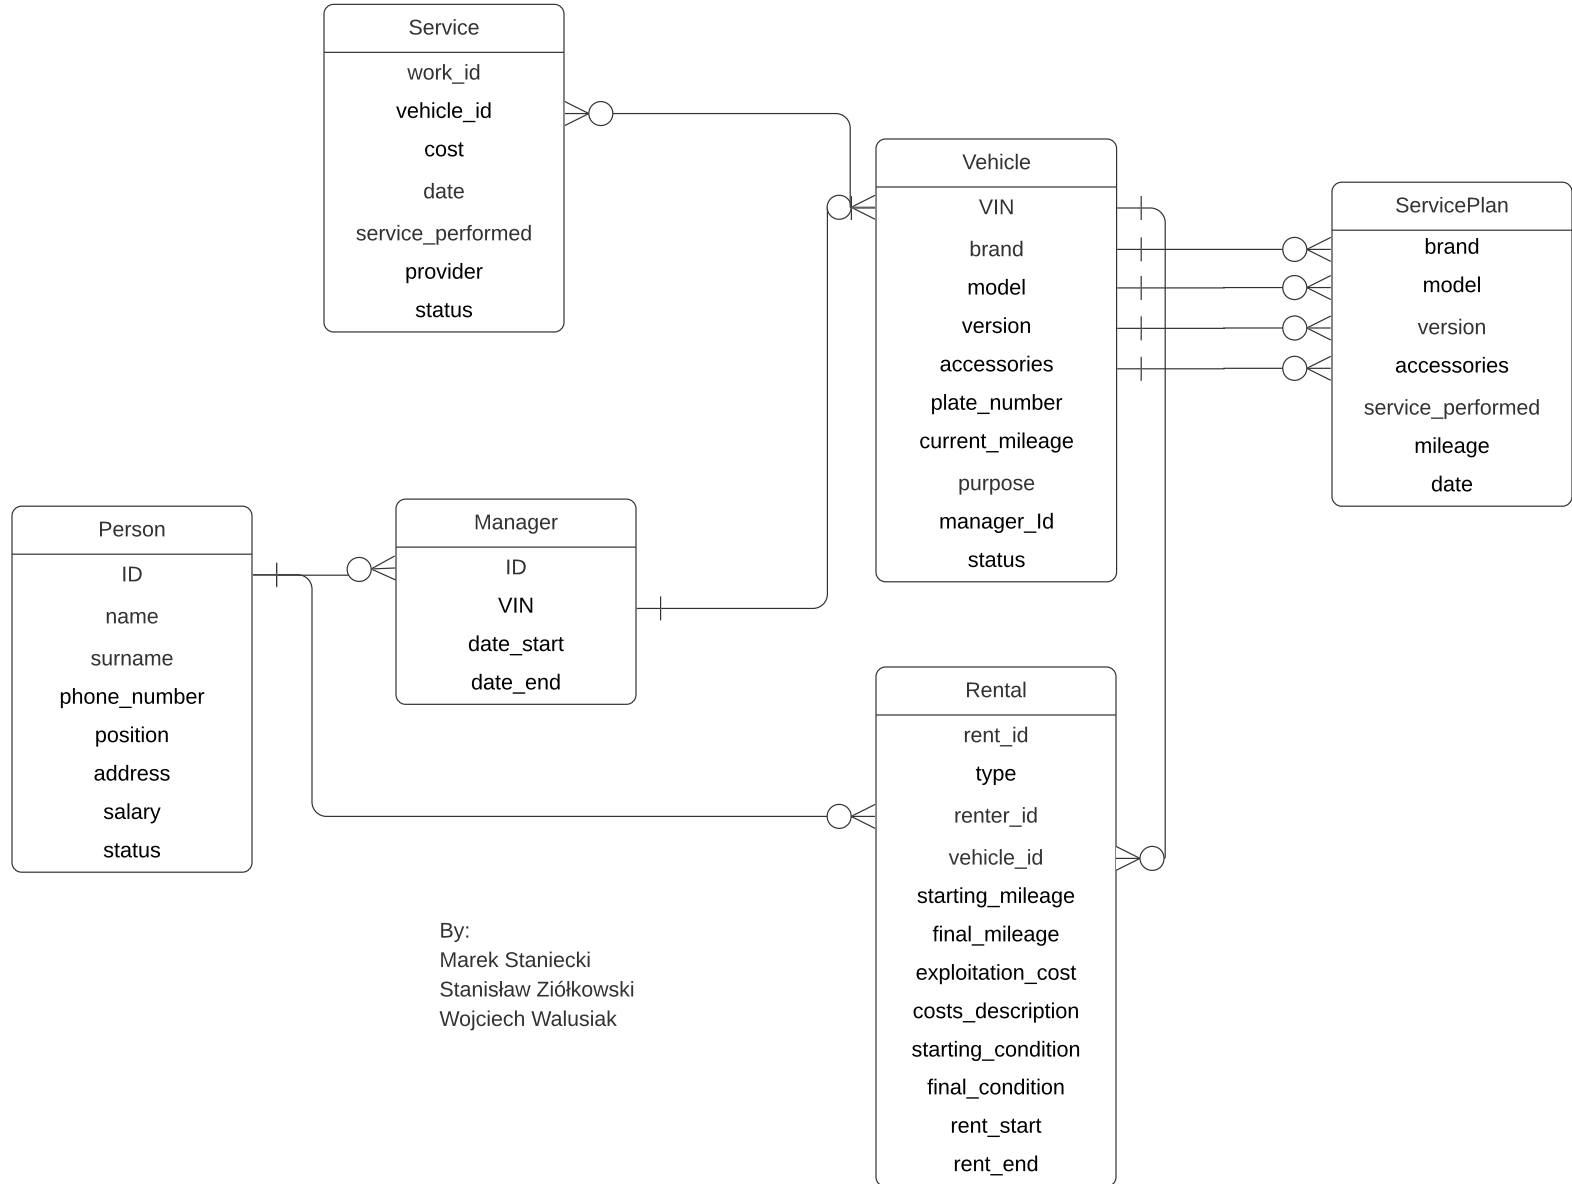 Service
work_id
vehicle_id
cost
date
service_performed
provider
status
Vehicle
VIN
brand
model
version
accessories
plate_number
current_mileage
purpose
manager_Id
status
ServicePlan
brand
model
version
accessories
service_performed
mileage
date
Person
ID
name
surname
phone_number
position
address
salary
status
Manager
ID
VIN
date_start
date_end
Rental
rent_id
type
renter_id
vehicle_id
starting_mileage
final_mileage
exploitation_cost
costs_description
starting_condition
final_condition
rent_start
rent_end
By:
Marek Staniecki
Stanisław Ziółkowski
Wojciech Walusiak